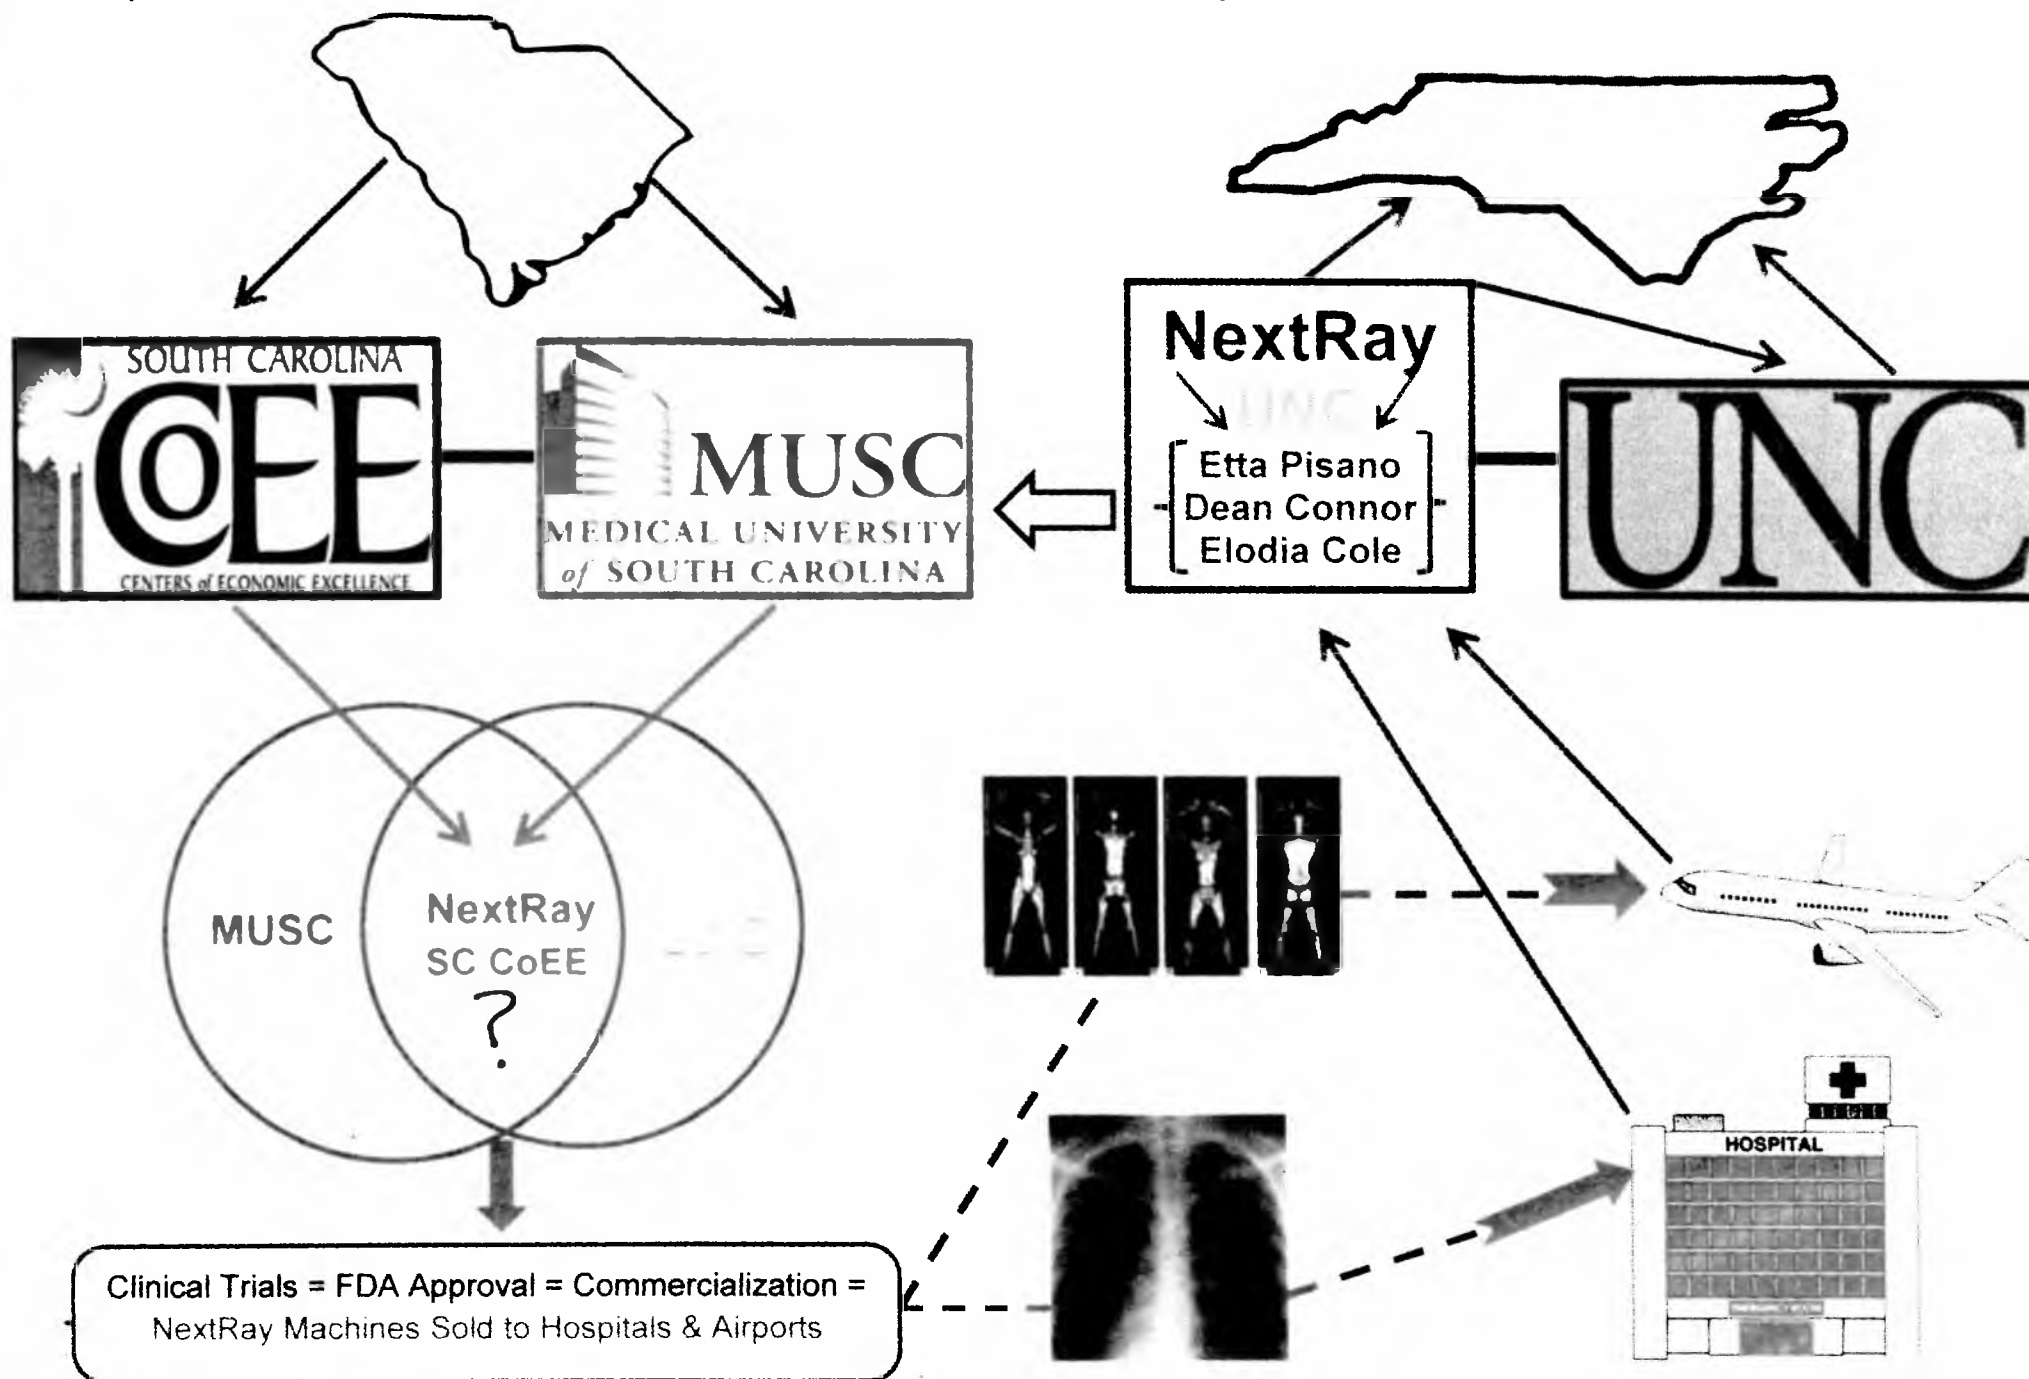 SOUTH CAROLINA
CoEE
CENTERS of ECONOMIC EXCELLENCE
MUSC
MEDICAL UNIVERSITY
of SOUTH CAROLINA
NextRay
UNC
Etta Pisano
Dean Connor
Elodia Cole
UNC
MUSC
NextRay
SC CoEE
?
HOSPITAL
Clinical Trials = FDA Approval = Commercialization =
NextRay Machines Sold to Hospitals & Airports